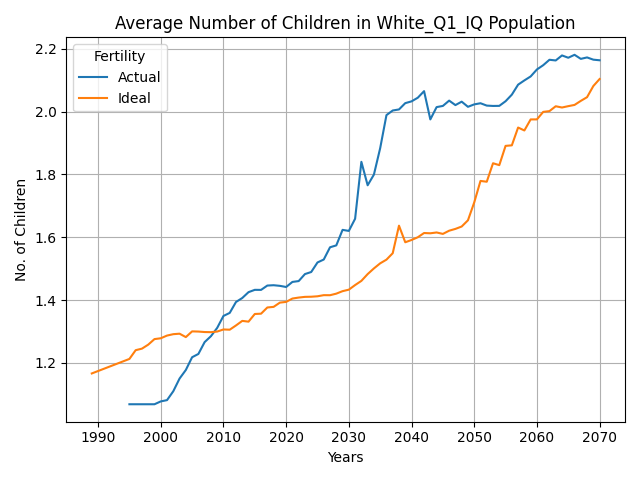 Average Number of Children in White_Q1_IQ Population
Fertility
Actual
Ideal
No. of Children
2.2
2.0
1.8
1.6
1.4
1.2
1990 2000 2010 2020 2030 2040 2050 2060 2070
Years